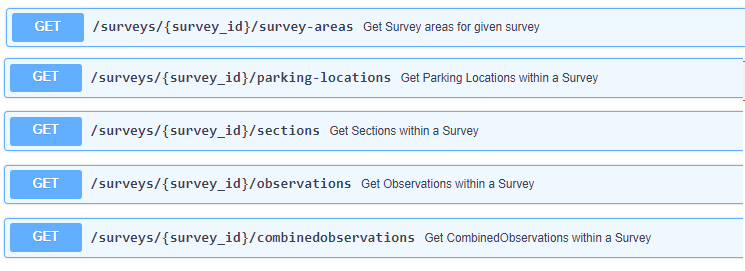 GET /surveys/{survey_id}/survey-areas Get Survey areas for given survey
GET /surveys/{survey_id}/parking-locations Get Parking Locations within a Survey
GET /surveys/{survey_id}/sections Get Sections within a Survey
GET /surveys/{survey_id}/observations Get Observations within a Survey
GET /surveys/{survey_id}/combinedobservations Get CombinedObservations within a Survey